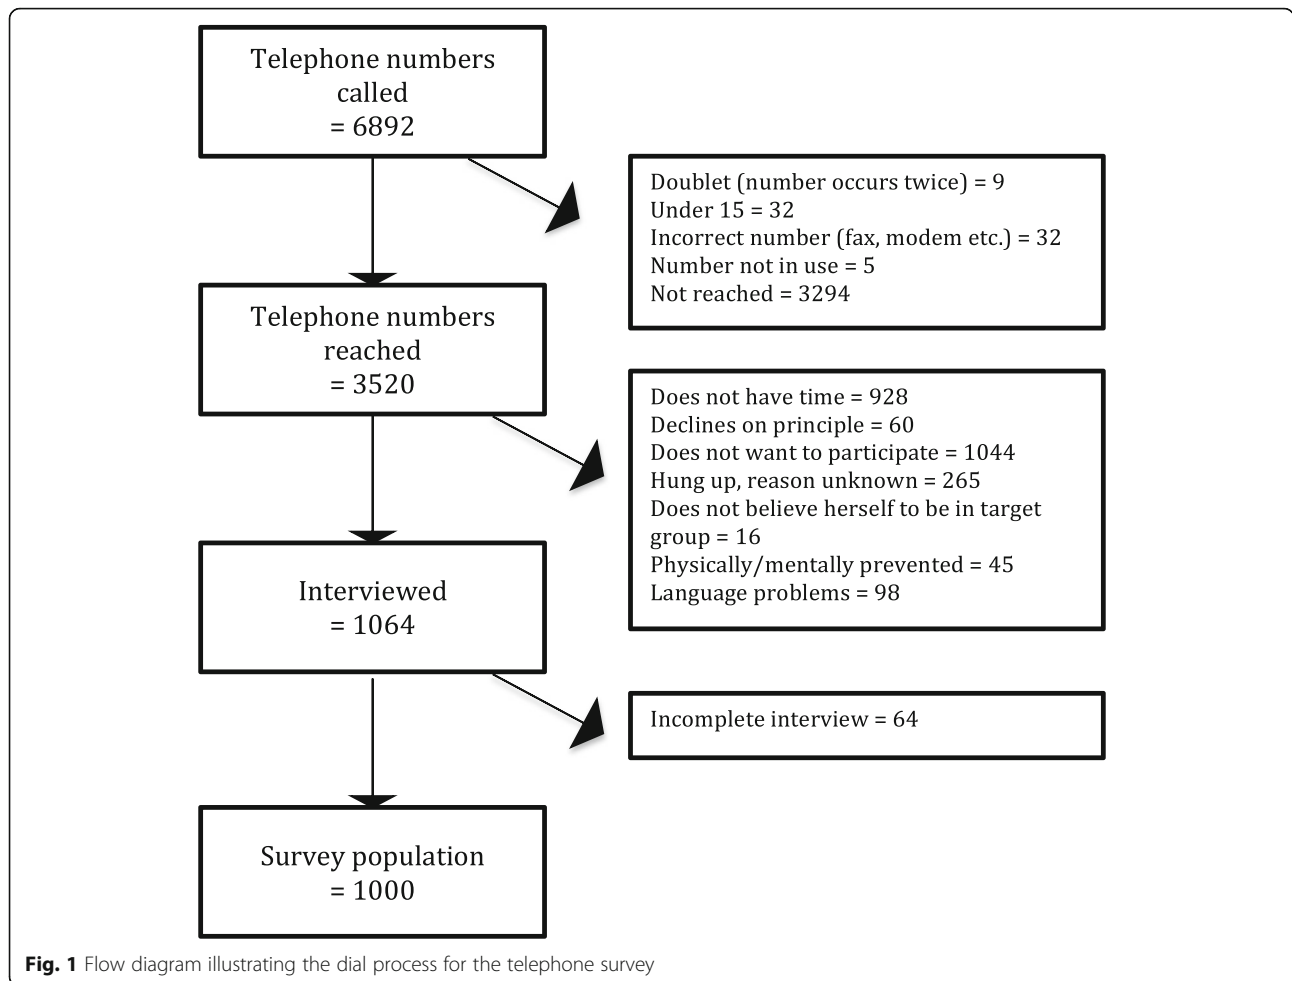 Telephone numbers
called
= 6892
Doublet (number occurs twice) = 9
Under 15 = 32
Incorrect number (fax, modem etc.) = 32
Number not in use = 5
Not reached = 3294
Telephone numbers
reached
= 3520
Does not have time = 928
Declines on principle = 60
Does not want to participate = 1044
Hung up, reason unknown = 265
Does not believe herself to be in target
group = 16
Physically/mentally prevented = 45
Language problems = 98
Interviewed
= 1064
Incomplete interview = 64
Survey population
= 1000
Fig. 1 Flow diagram illustrating the dial process for the telephone survey